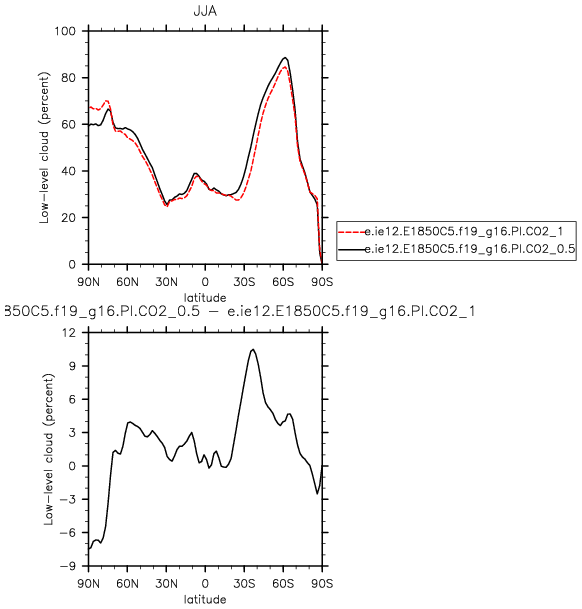 JJA
100
80
60
40
20
0
Low-level cloud (percent)
90N 60N 30N 0 30S 60S 90S
latitude
e.ie12.E1850C5.f19_g16.PI.CO2_1
e.ie12.E1850C5.f19_g16.PI.CO2_0.5
850C5.f19_g16.PI.CO2_0.5 - e.ie12.E1850C5.f19_g16.PI.CO2_1
12
9
6
3
0
-3
-6
-9
Low-level cloud (percent)
90N 60N 30N 0 30S 60S 90S
latitude